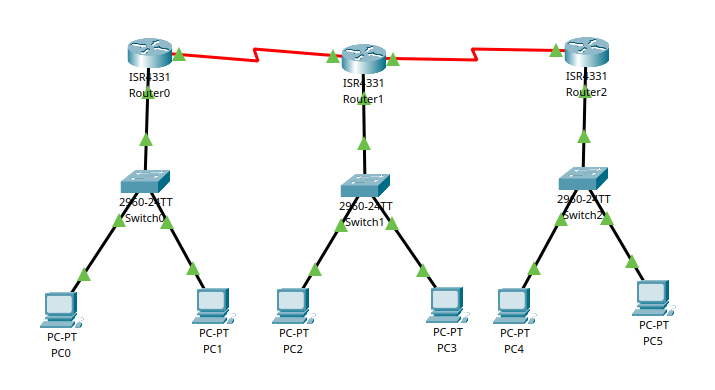 ISR4331
Router0
ISR4331
Router1
ISR4331
Router2
2960-24TT
Switch0
2960-24TT
Switch1
2960-24TT
Switch2
PC-PT
PC0
PC-PT
PC1
PC-PT
PC2
PC-PT
PC3
PC-PT
PC4
PC-PT
PC5